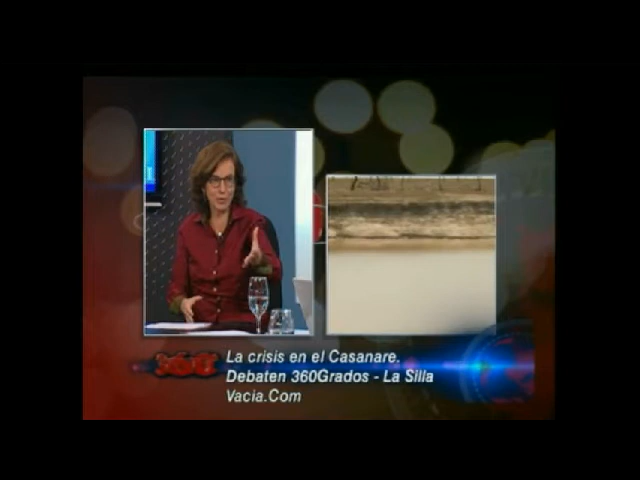 360
La crisis en el Casanare.
Debaten 360Grados - La Silla
Vacia.Com